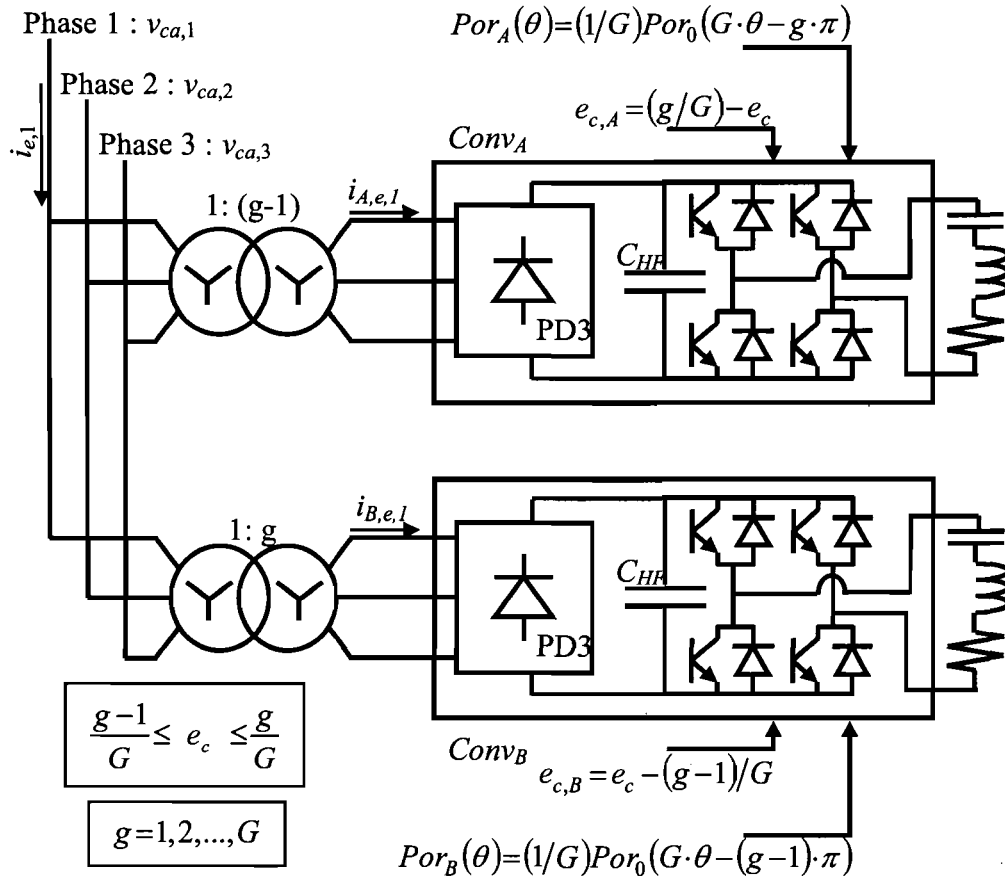 Phase 1 : v_{ca,1}
Por_A(θ)=(1/G)Por_0(G·θ−g·π)
Phase 2 : v_{ca,2}
e_{c,A}=(g/G)−e_c
i_{e,1}
Phase 3 : v_{ca,3}
Conv_A
1: (g-1)
i_{A,e,1}
C_{HF}
PD3
i_{B,e,1}
1: g
C_{HF}
PD3
\frac{g−1}{G} ≤ e_c ≤ \frac{g}{G}
Conv_B
e_{c,B}=e_c−(g−1)/G
g=1,2,...,G
Por_B(θ)=(1/G)Por_0(G·θ−(g−1)·π)